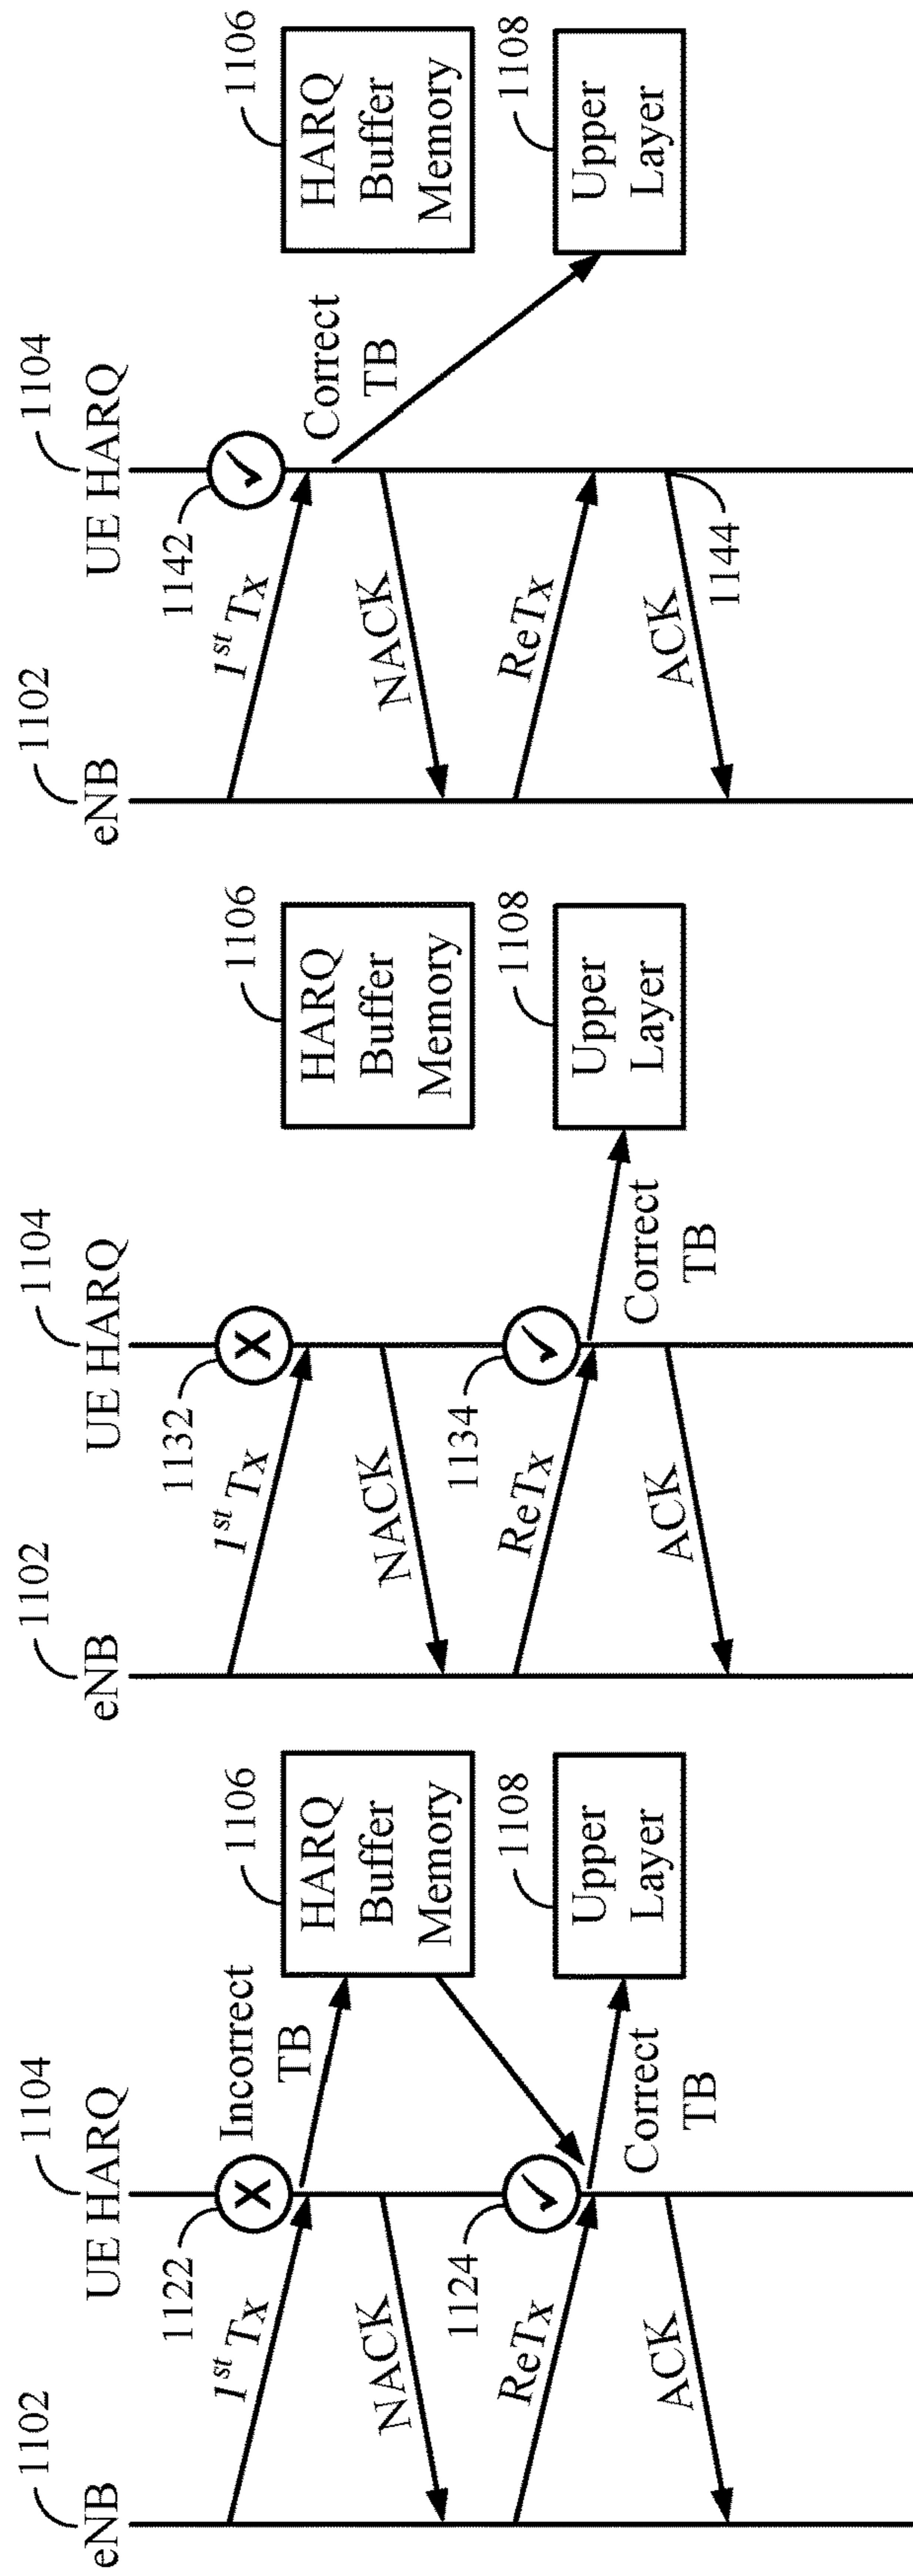 1102
eNB
1104
UE HARQ
1122
Incorrect
TB
1st Tx
1106
HARQ
Buffer
Memory
NACK
1124
ReTx
Correct
TB
1108
Upper
Layer
ACK
1102
eNB
1104
UE HARQ
1132
1st Tx
1106
HARQ
Buffer
Memory
NACK
1134
ReTx
Correct
TB
1108
Upper
Layer
ACK
1102
eNB
1104
UE HARQ
1142
1st Tx
Correct
TB
1106
HARQ
Buffer
Memory
NACK
ReTx
1108
Upper
Layer
ACK
1144